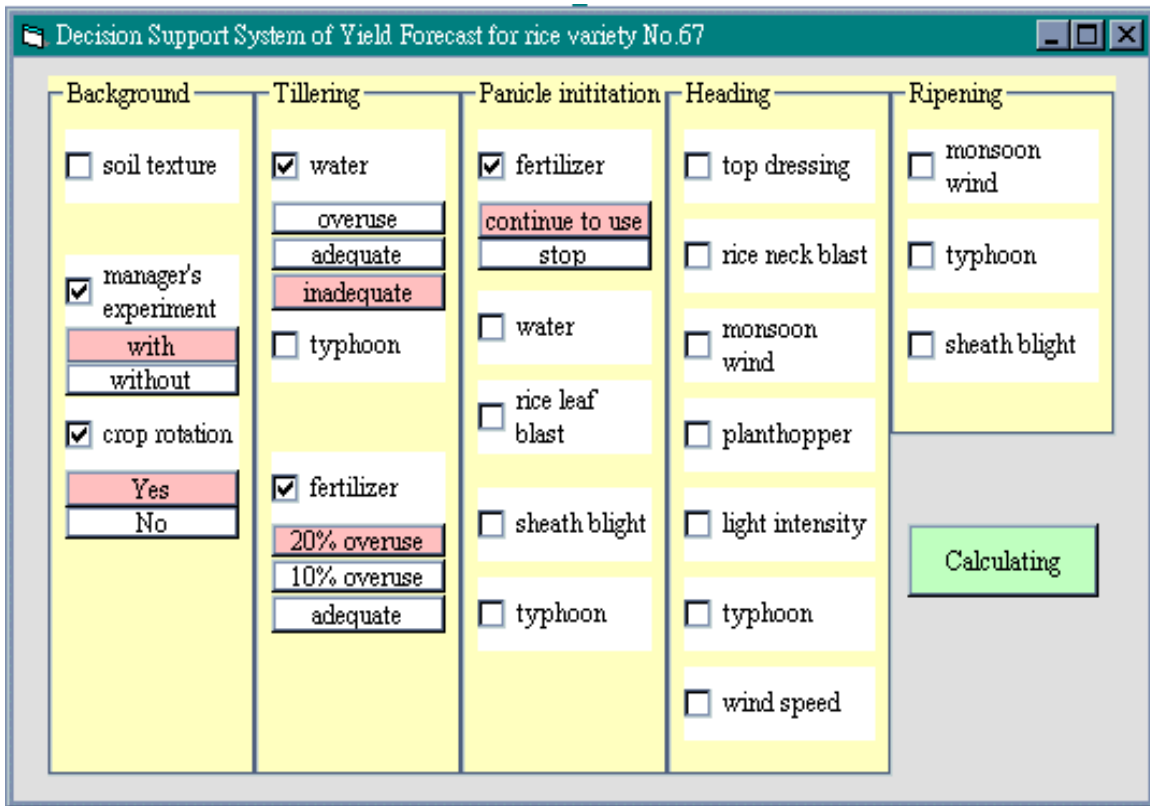 Decision Support System of Yield Forecast for rice variety No.67
Background
soil texture
manager's
experiment
with
without
crop rotation
Yes
No
Tillering
water
overuse
adequate
inadequate
typhoon
fertilizer
20% overuse
10% overuse
adequate
Panicle inititation
fertilizer
continue to use
stop
water
rice leaf
blast
sheath blight
typhoon
Heading
top dressing
rice neck blast
monsoon
wind
planthopper
light intensity
typhoon
wind speed
Ripening
monsoon
wind
typhoon
sheath blight
Calculating